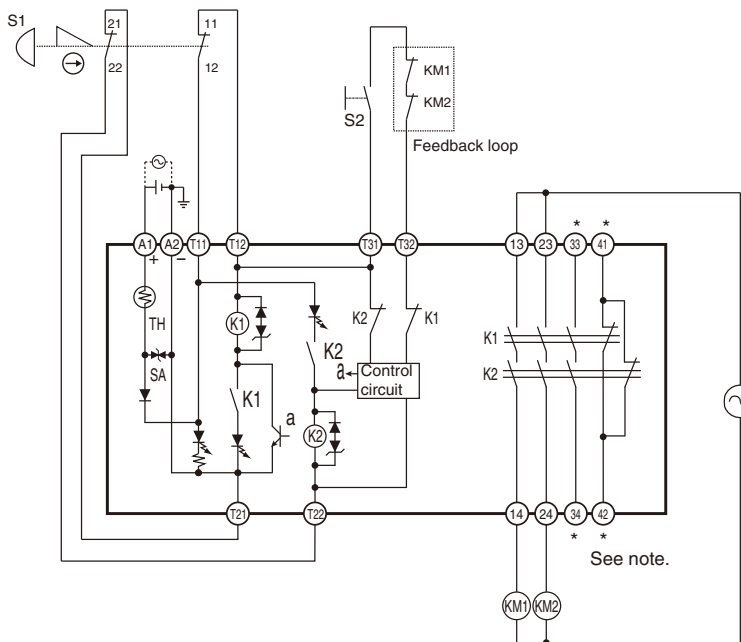 S1
21
22
11
12
KM1
KM2
S2
Feedback loop
A1
A2
T11
T12
T31
T32
13
23
*
33
*
41
+
−
TH
K1
K2
K2
K1
K1
SA
K1
a
K2
a
Control
circuit
K2
K2
T21
T22
14
24
34
42
*
*
See note.
KM1
KM2